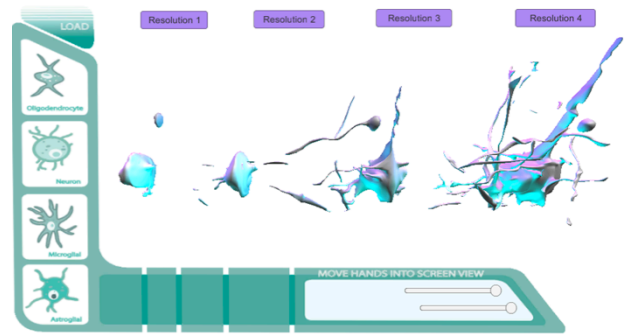 LOAD
Resolution 1
Resolution 2
Resolution 3
Resolution 4
Oligodendrocyte
Neuron
Microglial
Astroglial
MOVE HANDS INTO SCREEN VIEW